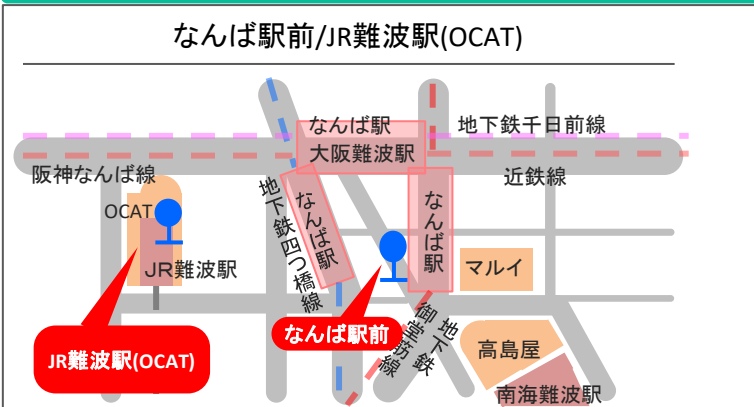 なんば駅前/JR難波駅(OCAT)
なんば駅
地下鉄千日前線
大阪難波駅
阪神なんば線
近鉄線
地下鉄四つ橋線
なんば駅
なんば駅
OCAT
JR難波駅
マルイ
なんば駅前
地下鉄
御堂筋線
JR難波駅(OCAT)
高島屋
南海難波駅